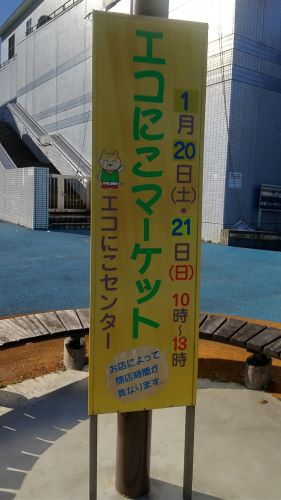 1月20日(土)・21日(日) 10時～13時
エコにこマーケット
エコにこセンター
お店によって
閉店時間が
異なります。